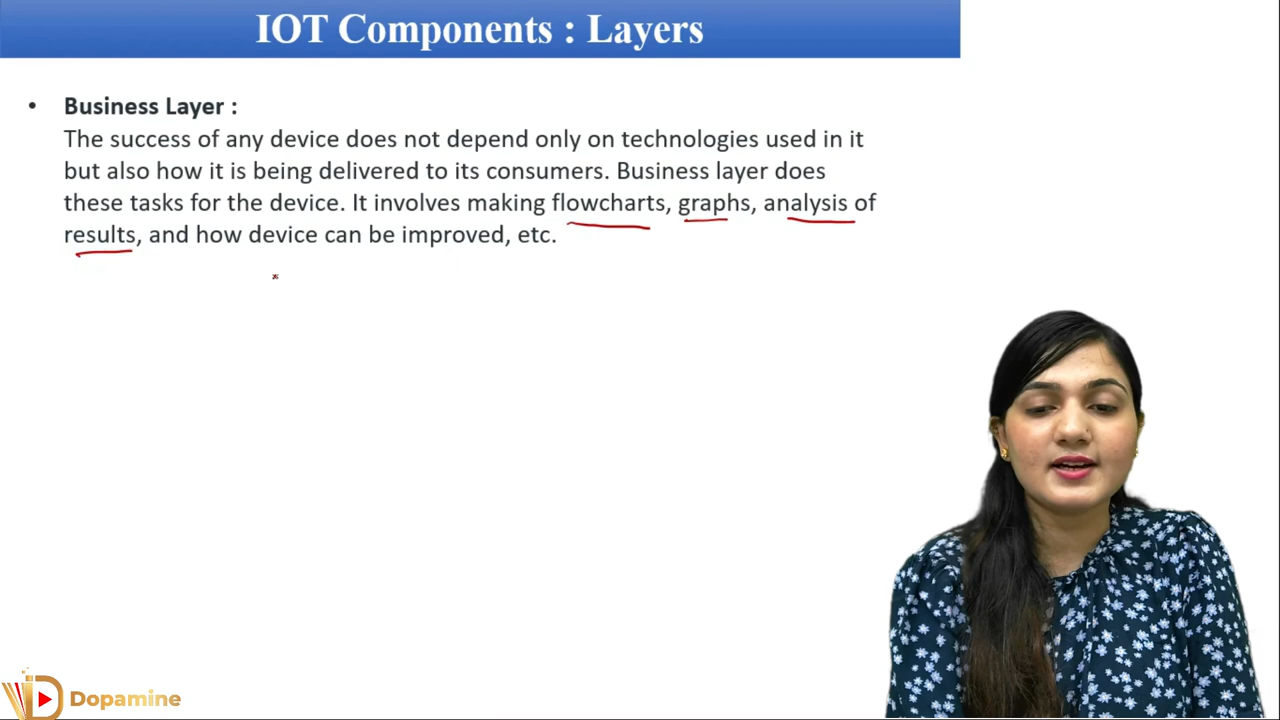 IOT Components : Layers
• Business Layer :
The success of any device does not depend only on technologies used in it
but also how it is being delivered to its consumers. Business layer does
these tasks for the device. It involves making flowcharts, graphs, analysis of
results, and how device can be improved, etc.
Dopamine